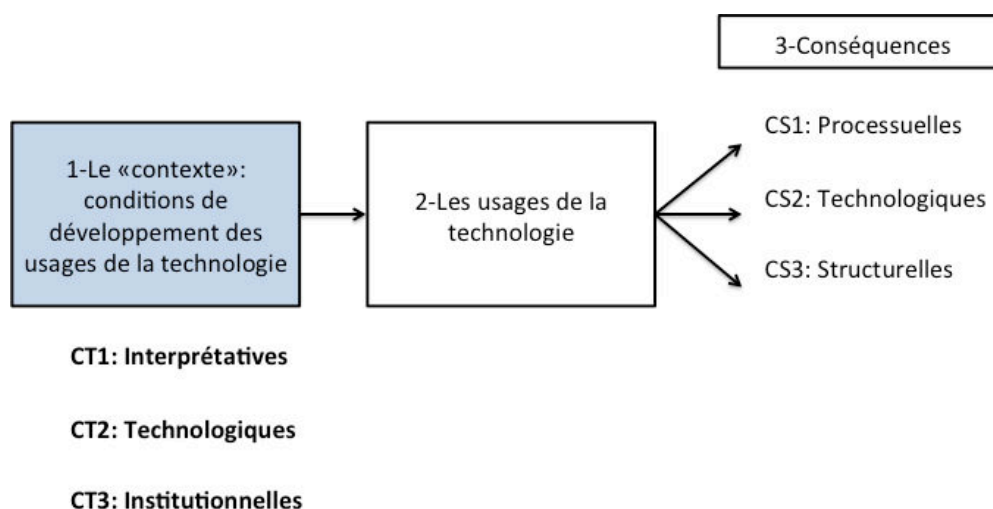 3-Conséquences
1-Le «contexte»:
conditions de
développement des
usages de la technologie
2-Les usages de la
technologie
CS1: Processuelles
CS2: Technologiques
CS3: Structurelles
CT1: Interprétatives
CT2: Technologiques
CT3: Institutionnelles